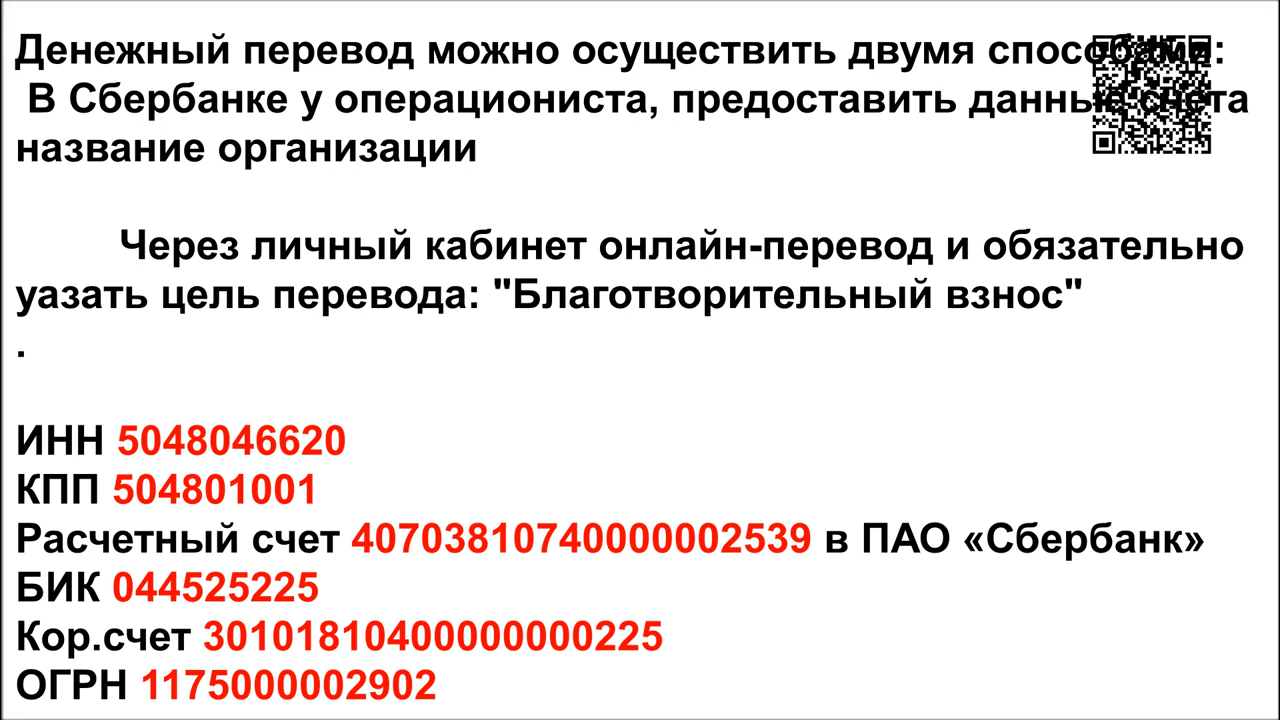 Денежный перевод можно осуществить двумя способами:
В Сбербанке у операциониста, предоставить данные счета
название организации
Через личный кабинет онлайн-перевод и обязательно
уазать цель перевода: "Благотворительный взнос"
.
ИНН 5048046620
КПП 504801001
Расчетный счет 40703810740000002539 в ПАО «Сбербанк»
БИК 044525225
Кор.счет 30101810400000000225
ОГРН 1175000002902